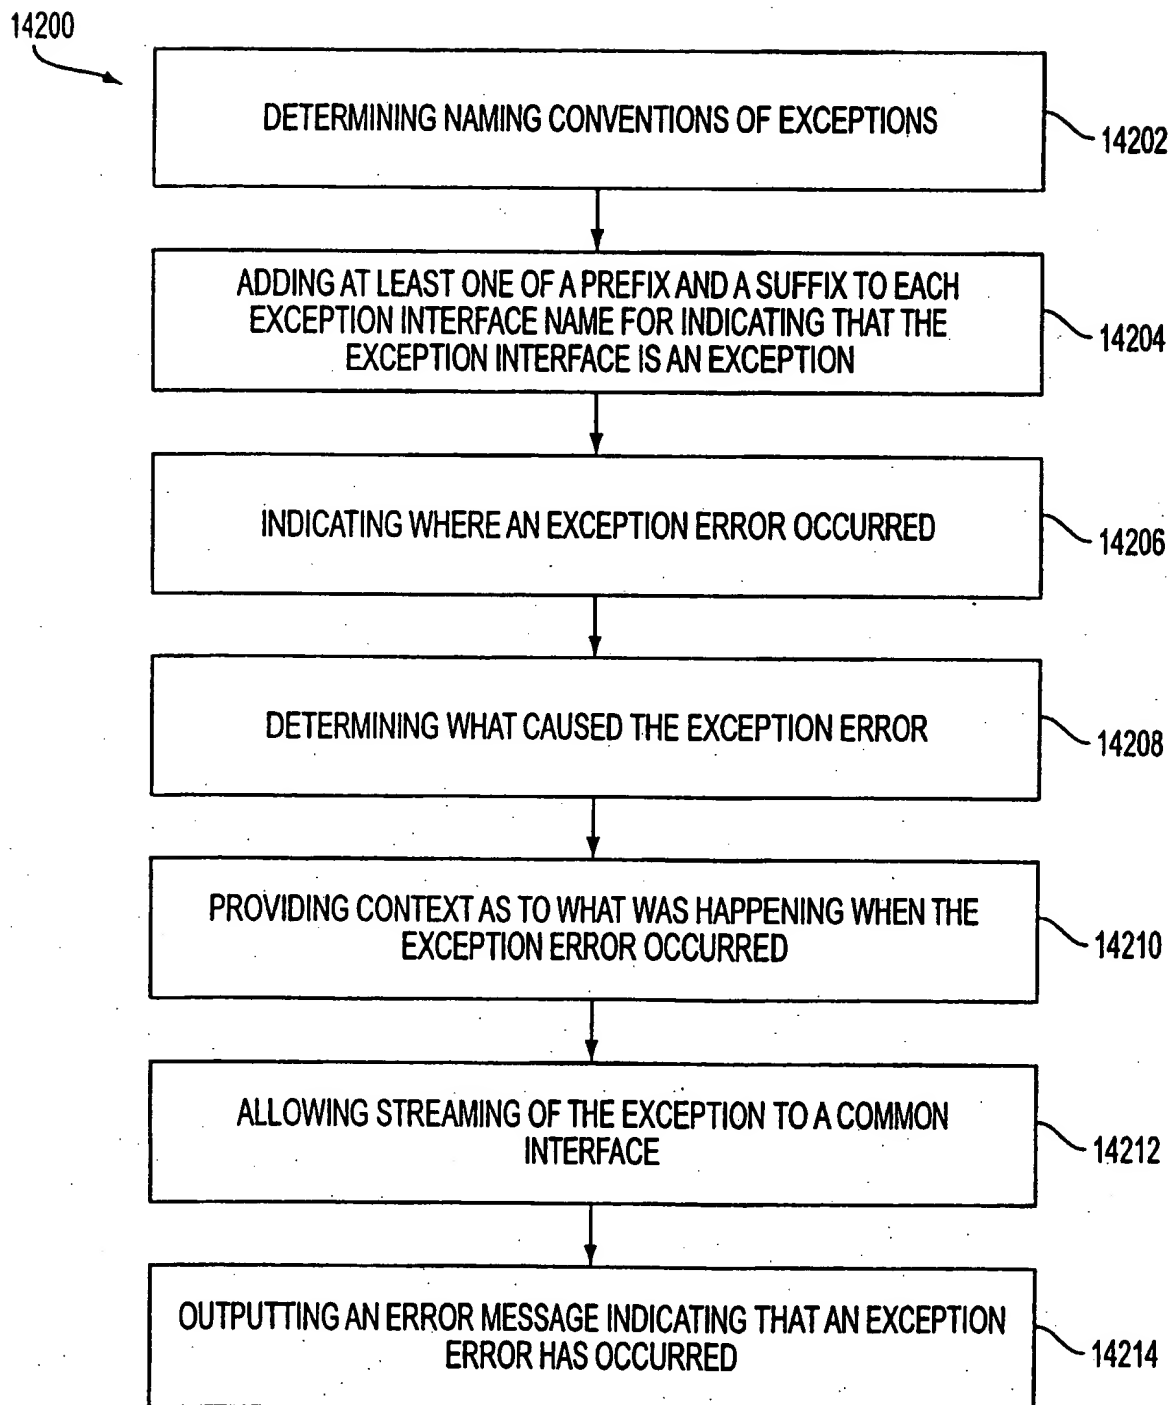 14200
DETERMINING NAMING CONVENTIONS OF EXCEPTIONS
14202
ADDING AT LEAST ONE OF A PREFIX AND A SUFFIX TO EACH
EXCEPTION INTERFACE NAME FOR INDICATING THAT THE
EXCEPTION INTERFACE IS AN EXCEPTION
14204
INDICATING WHERE AN EXCEPTION ERROR OCCURRED
14206
DETERMINING WHAT CAUSED THE EXCEPTION ERROR
14208
PROVIDING CONTEXT AS TO WHAT WAS HAPPENING WHEN THE
EXCEPTION ERROR OCCURRED
14210
ALLOWING STREAMING OF THE EXCEPTION TO A COMMON
INTERFACE
14212
OUTPUTTING AN ERROR MESSAGE INDICATING THAT AN EXCEPTION
ERROR HAS OCCURRED
14214